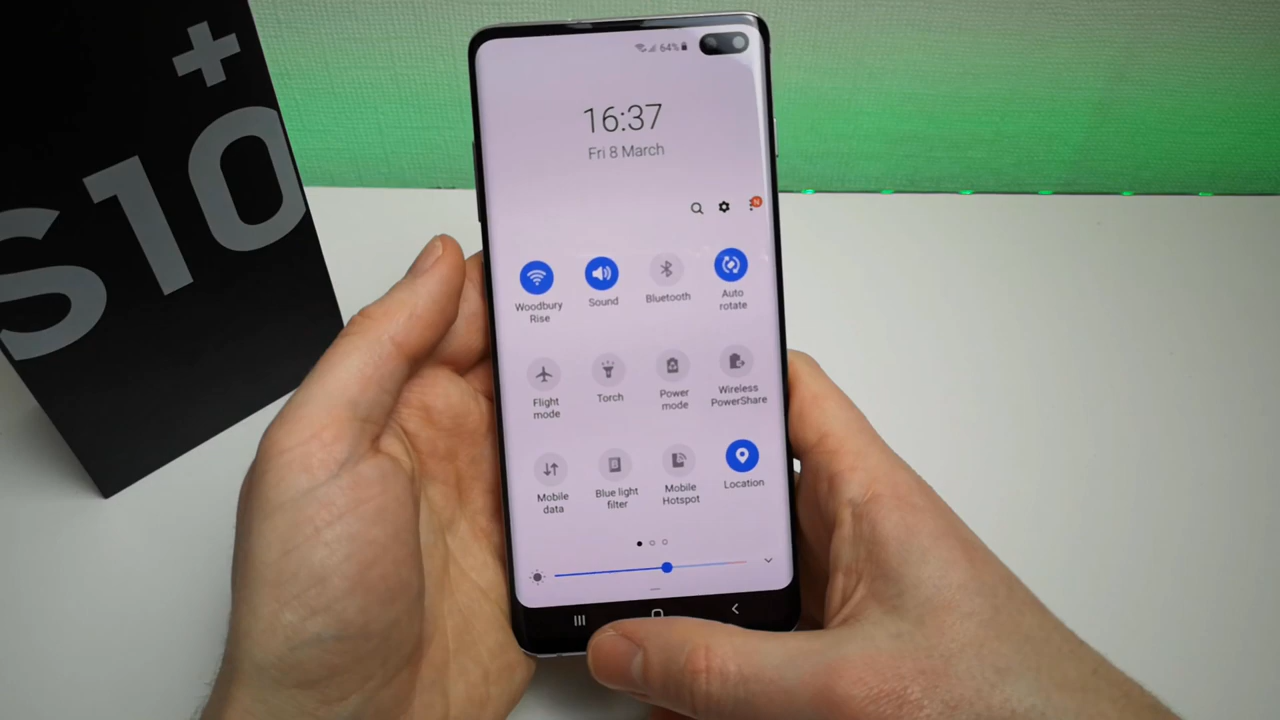 +
S10
64%
16:37
Fri 8 March
N
Woodbury
Rise
Sound
Bluetooth
Auto
rotate
Flight
mode
Torch
Power
mode
Wireless
PowerShare
Mobile
data
Blue light
filter
Mobile
Hotspot
Location